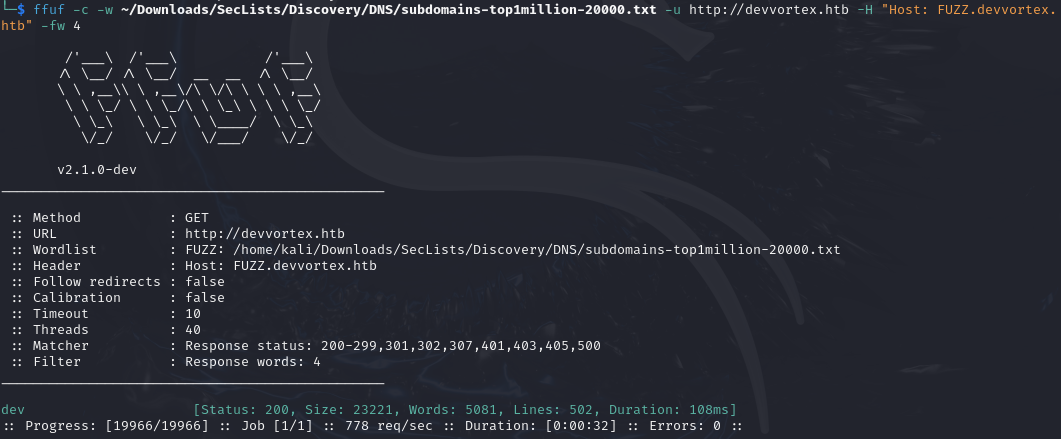 └─$ ffuf -c -w ~/Downloads/SecLists/Discovery/DNS/subdomains-top1million-20000.txt -u http://devvortex.htb -H "Host: FUZZ.devvortex.
htb" -fw 4
        /'___\  /'___\           /'___\
       /\ \__/ /\ \__/  __  __  /\ \__/
       \ \ ,__\\ \ ,__\/\ \/\ \ \ \ ,__\
        \ \ \_/ \ \ \_/\ \ \_\ \ \ \ \_/
         \ \_\   \ \_\  \ \____/  \ \_\
          \/_/    \/_/   \/___/    \/_/
       v2.1.0-dev
________________________________________________
 :: Method           : GET
 :: URL              : http://devvortex.htb
 :: Wordlist         : FUZZ: /home/kali/Downloads/SecLists/Discovery/DNS/subdomains-top1million-20000.txt
 :: Header           : Host: FUZZ.devvortex.htb
 :: Follow redirects : false
 :: Calibration      : false
 :: Timeout          : 10
 :: Threads          : 40
 :: Matcher          : Response status: 200-299,301,302,307,401,403,405,500
 :: Filter           : Response words: 4
________________________________________________
dev                     [Status: 200, Size: 23221, Words: 5081, Lines: 502, Duration: 108ms]
:: Progress: [19966/19966] :: Job [1/1] :: 778 req/sec :: Duration: [0:00:32] :: Errors: 0 ::